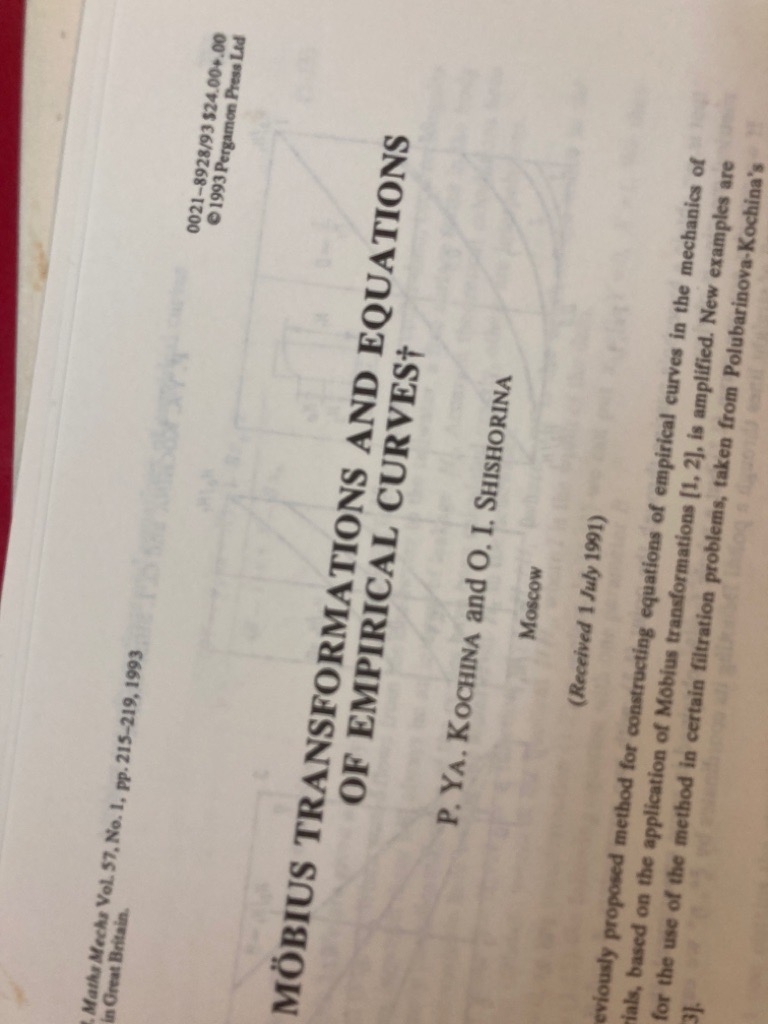 . Maths Mechs Vol. 57, No. 1, pp. 215–219, 1993
in Great Britain.
0021–8928/93 $24.00+.00
© 1993 Pergamon Press Ltd
MÖBIUS TRANSFORMATIONS AND EQUATIONS
OF EMPIRICAL CURVES†
P. YA. KOCHINA and O. I. SHISHORINA
Moscow
(Received 1 July 1991)
eviously proposed method for constructing equations of empirical curves in the mechanics of
ials, based on the application of Möbius transformations [1, 2], is amplified. New examples are
for the use of the method in certain filtration problems, taken from Polubarinova-Kochina's
3].